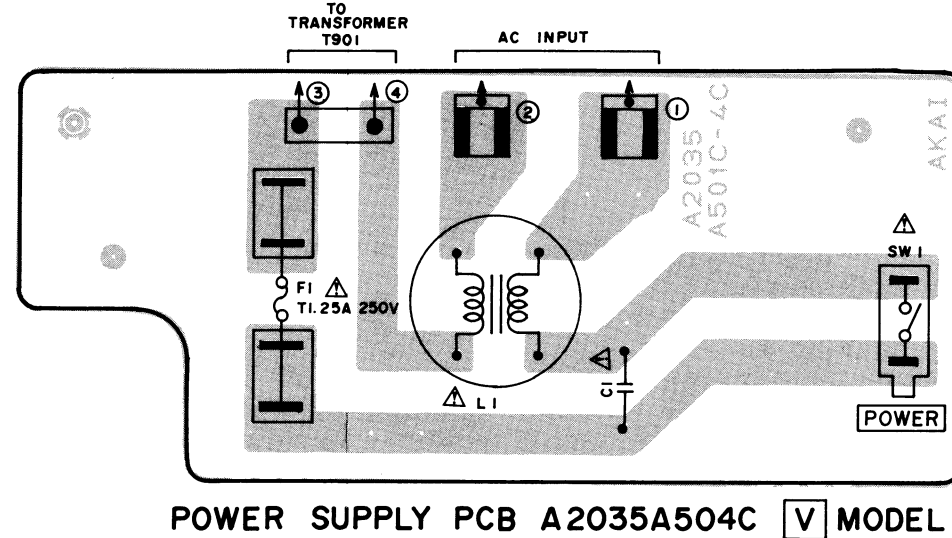 TO
TRANSFORMER
T901
AC INPUT
③ ④ ② ①
A2035
A501C-4C
AKAI
SW1
F1
T1.25A 250V
C1
L1
POWER
POWER SUPPLY PCB A2035A504C V MODEL